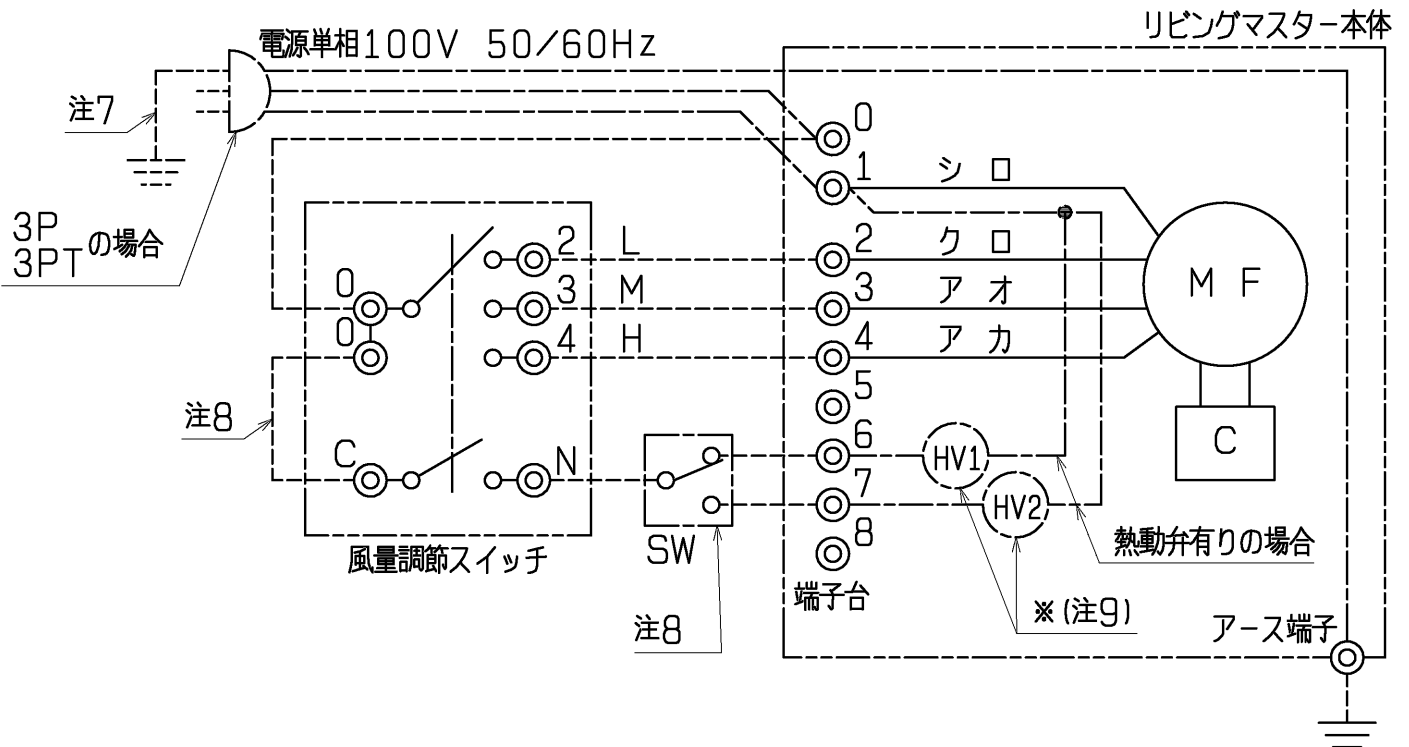 リビングマスター本体
電源単相100V 50/60Hz
注7
3P
3PT
の場合
0
1
2
3
4
5
6
7
8
シロ
クロ
アオ
アカ
MF
C
0
0
C
2 L
3 M
4 H
N
注8
風量調節スイッチ
SW
注8
HV1
HV2
熱動弁有りの場合
端子台
※(注9)
アース端子